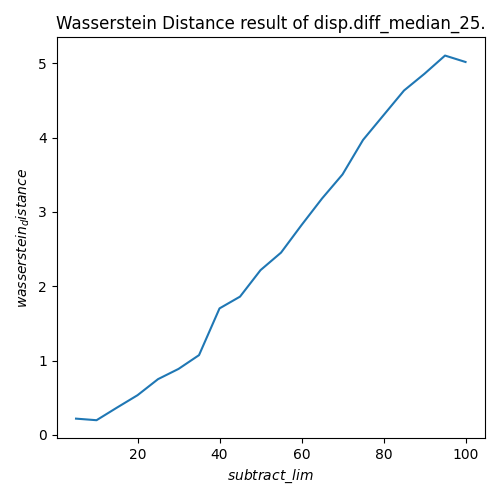 Wasserstein Distance result of disp.diff_median_25.
5
4
3
2
1
0
wasserstein_distance
20 40 60 80 100
subtract_lim